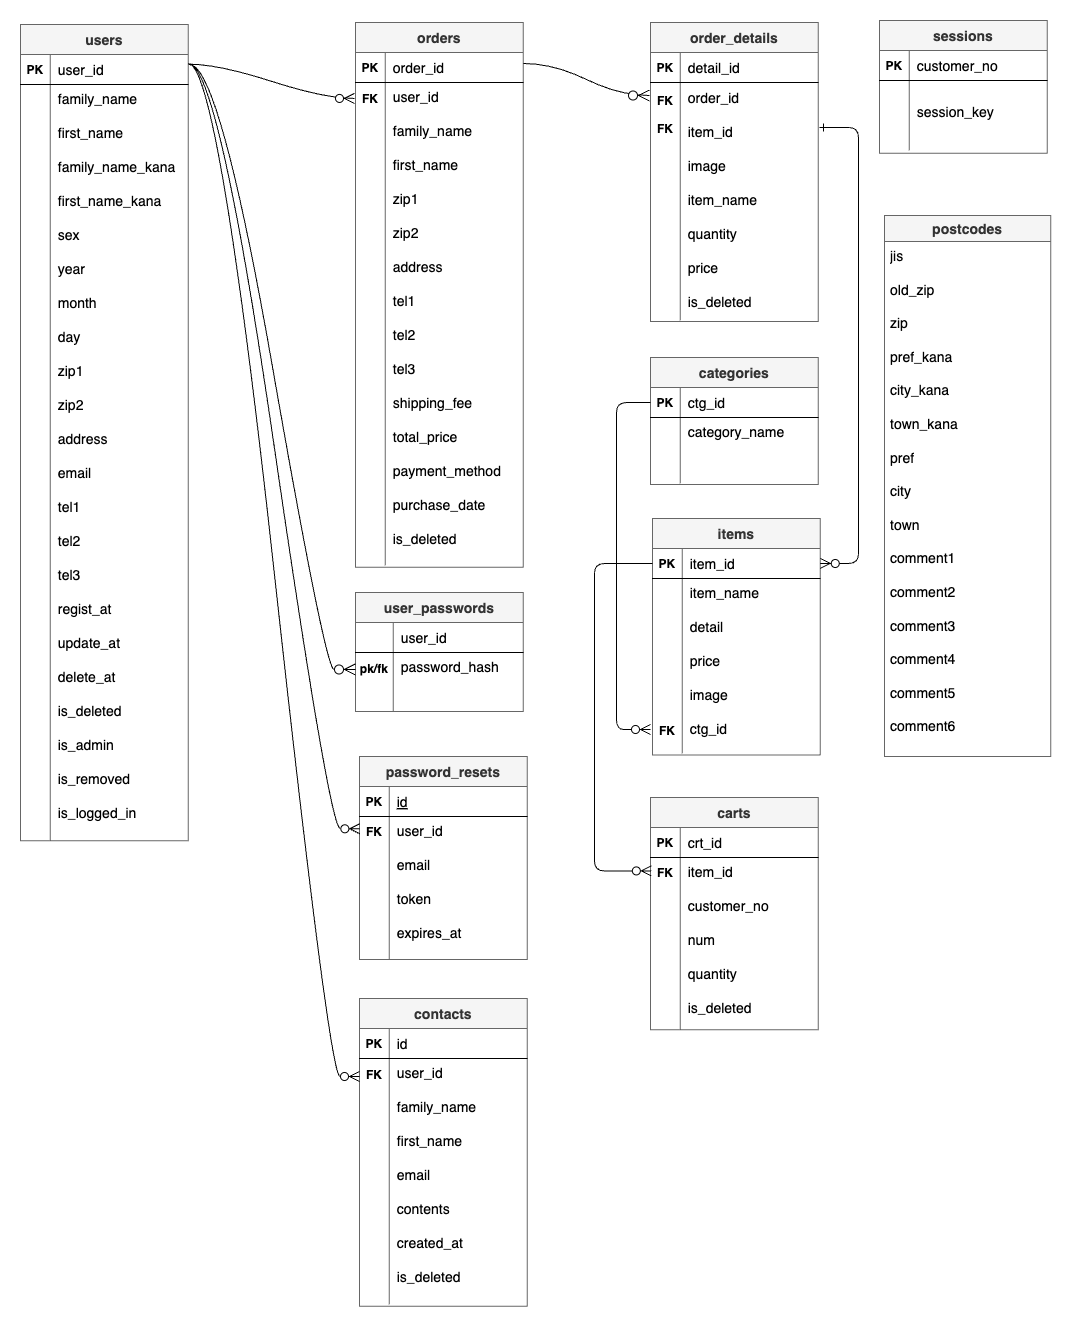 users
PK user_id
family_name
first_name
family_name_kana
first_name_kana
sex
year
month
day
zip1
zip2
address
email
tel1
tel2
tel3
regist_at
update_at
delete_at
is_deleted
is_admin
is_removed
is_logged_in
orders
PK order_id
FK user_id
family_name
first_name
zip1
zip2
address
tel1
tel2
tel3
shipping_fee
total_price
payment_method
purchase_date
is_deleted
user_passwords
user_id
pk/fk password_hash
password_resets
PK id
FK user_id
email
token
expires_at
contacts
PK id
FK user_id
family_name
first_name
email
contents
created_at
is_deleted
order_details
PK detail_id
FK order_id
FK item_id
image
item_name
quantity
price
is_deleted
categories
PK ctg_id
category_name
items
PK item_id
item_name
detail
price
image
FK ctg_id
carts
PK crt_id
FK item_id
customer_no
num
quantity
is_deleted
sessions
PK customer_no
session_key
postcodes
jis
old_zip
zip
pref_kana
city_kana
town_kana
pref
city
town
comment1
comment2
comment3
comment4
comment5
comment6